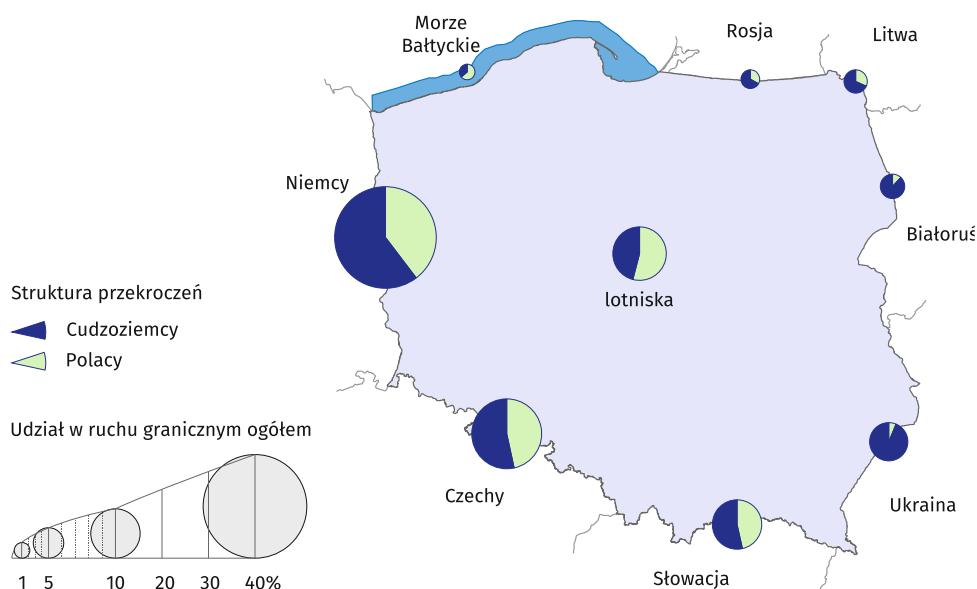 Morze
Bałtyckie
Rosja
Litwa
Niemcy
Białoruś
lotniska
Struktura przekroczeń
Cudzoziemcy
Polacy
Udział w ruchu granicznym ogółem
Czechy
Ukraina
Słowacja
1 5 10 20 30 40%